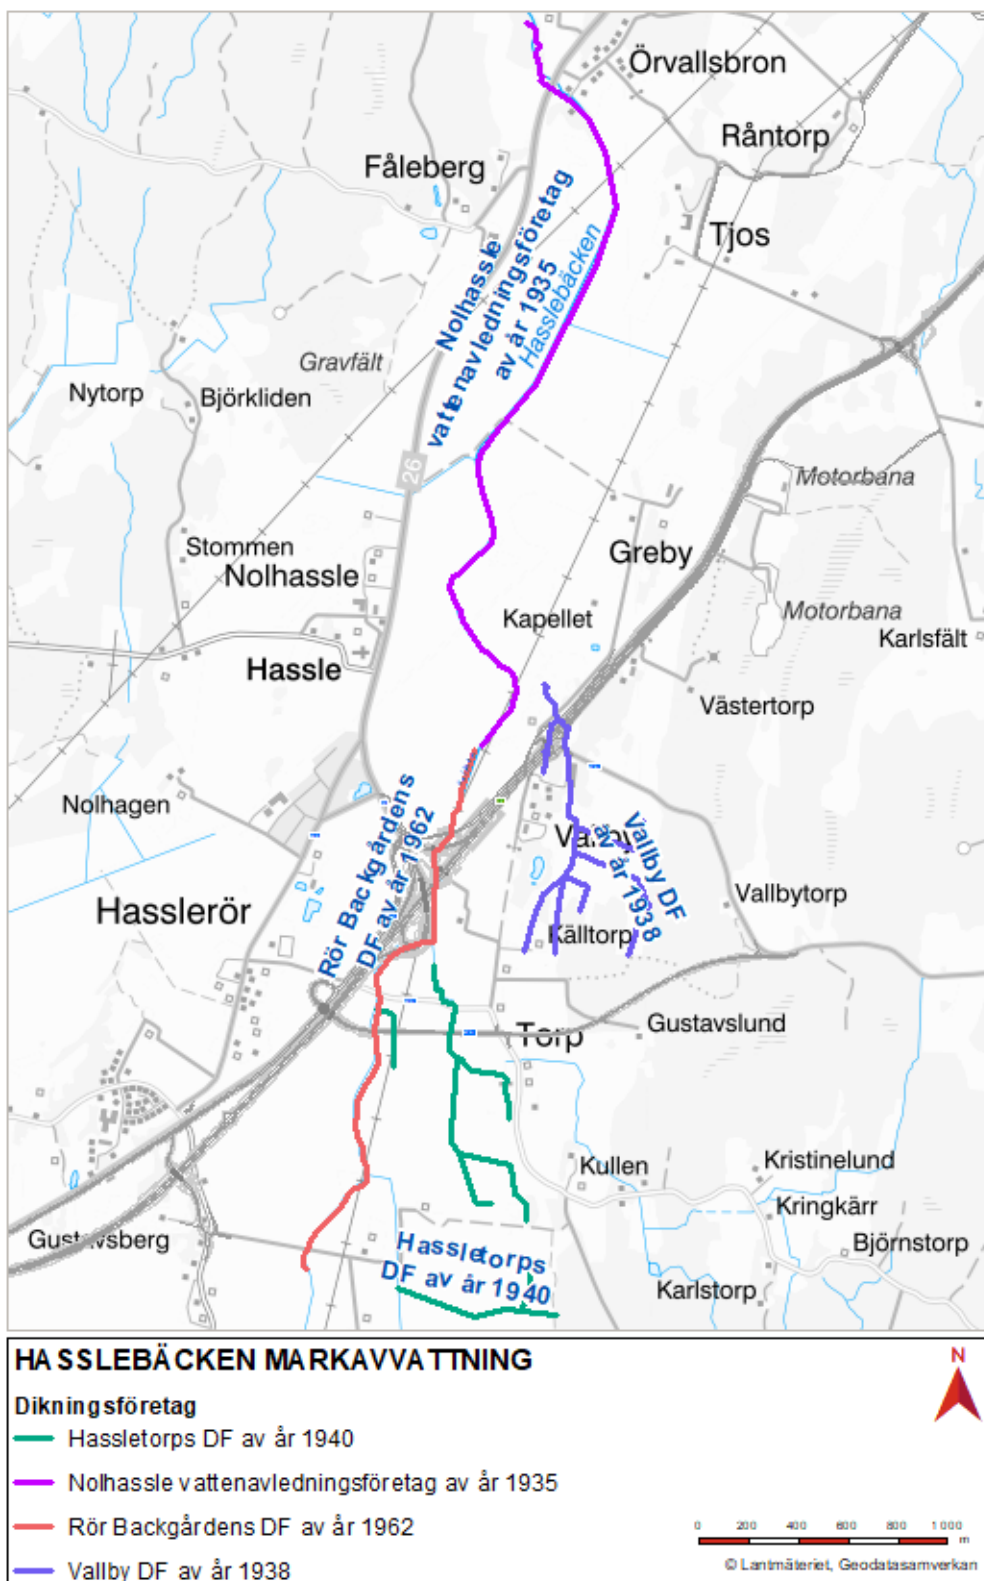 Örvallsbron
Råntorp
Fåleberg
Tjos
Nolhassle
vattenavledningsföretag
av år 1935
Hasslebäcken
Gravfält
Nytorp
Björkliden
26
Motorbana
Stommen
Nolhassle
Greby
Kapellet
Motorbana
Karlsfält
Hassle
Västertorp
Nolhagen
Rör Backgårdens
DF av år 1962
Vallby
Vallby DF
av år 1938
Vallbytorp
Hasslerör
Källtorp
Gustavslund
Torp
Kullen
Kristinelund
Kringkärr
Gustavsberg
Björnstorp
Hassletorps
DF av år 1940
Karlstorp
HASSLEBÄCKEN MARKAVVATTNING
N
Dikningsföretag
Hassletorps DF av år 1940
Nolhassle vattenavledningsföretag av år 1935
Rör Backgårdens DF av år 1962
Vallby DF av år 1938
0 200 400 600 800 1 000
m
© Lantmäteriet, Geodatasamverkan